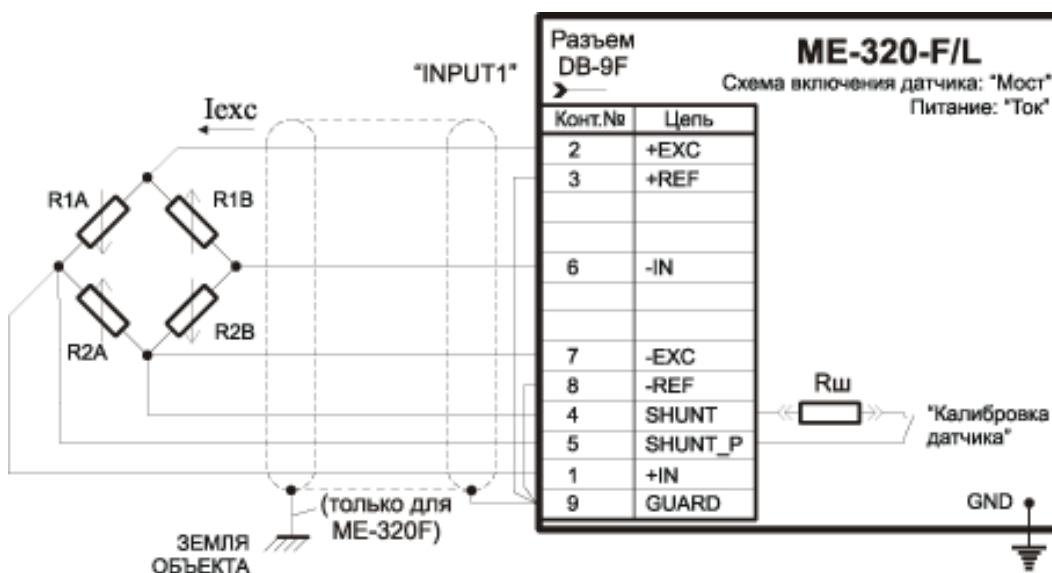 Разъем
DB-9F
ME-320-F/L
Схема включения датчика: "Мост"
Питание: "Ток"
"INPUT1"
Iexc
Конт.№ Цепь
2 +EXC
3 +REF
6 -IN
7 -EXC
8 -REF
4 SHUNT
5 SHUNT_P
1 +IN
9 GUARD
R1A
R1B
R2A
R2B
Rш
"Калибровка
датчика"
GND
(только для
ME-320F)
ЗЕМЛЯ
ОБЪЕКТА